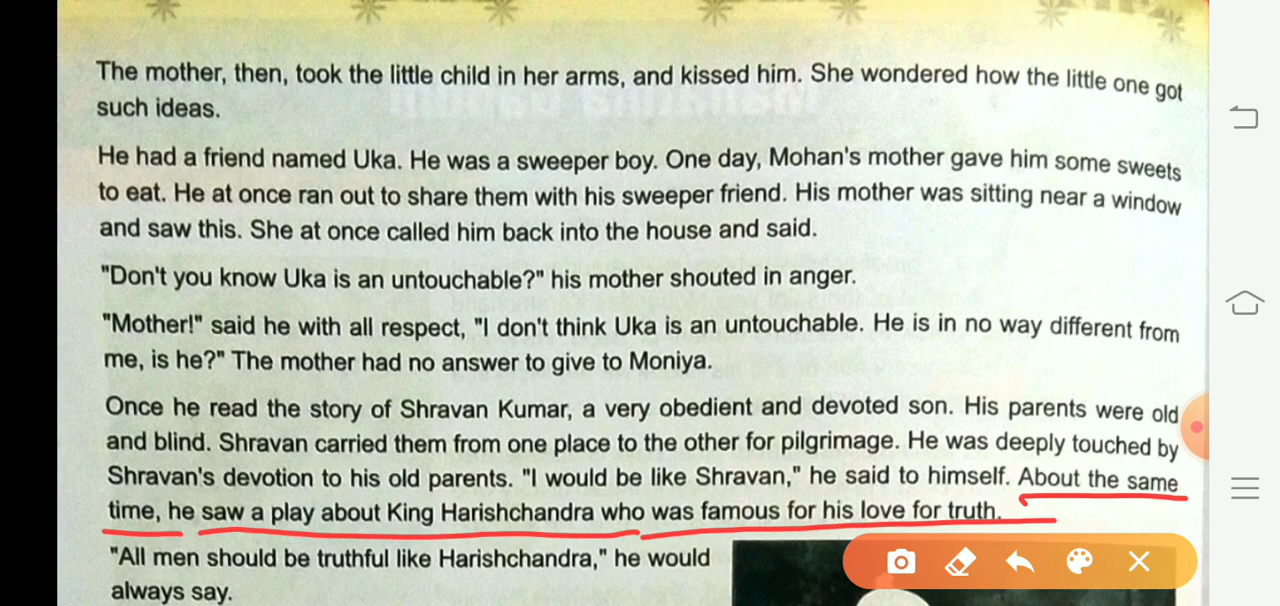 The mother, then, took the little child in her arms, and kissed him. She wondered how the little one got
such ideas.
He had a friend named Uka. He was a sweeper boy. One day, Mohan's mother gave him some sweets
to eat. He at once ran out to share them with his sweeper friend. His mother was sitting near a window
and saw this. She at once called him back into the house and said.
"Don't you know Uka is an untouchable?" his mother shouted in anger.
"Mother!" said he with all respect, "I don't think Uka is an untouchable. He is in no way different from
me, is he?" The mother had no answer to give to Moniya.
Once he read the story of Shravan Kumar, a very obedient and devoted son. His parents were old
and blind. Shravan carried them from one place to the other for pilgrimage. He was deeply touched by
Shravan's devotion to his old parents. "I would be like Shravan," he said to himself. About the same
time, he saw a play about King Harishchandra who was famous for his love for truth.
"All men should be truthful like Harishchandra," he would
always say.